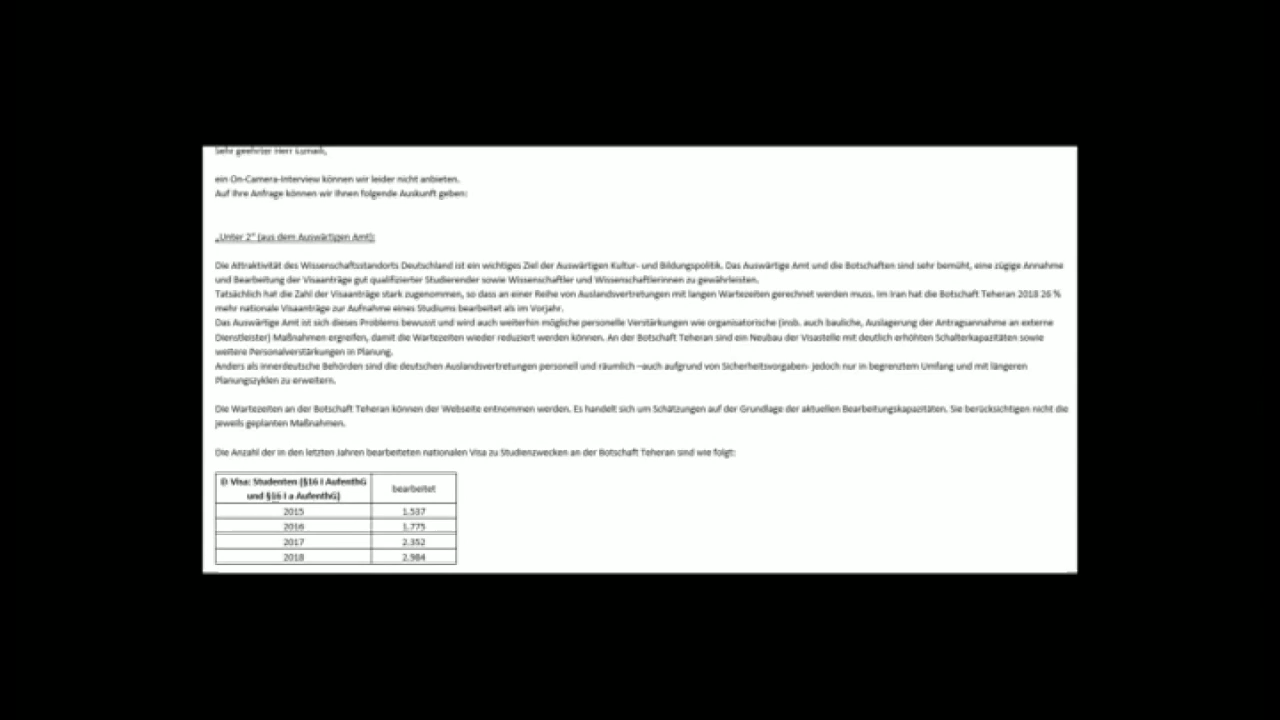 Sehr geehrter Herr
ein On-Camera-Interview können wir leider nicht anbieten.
Auf Ihre Anfrage können wir Ihnen folgende Auskunft geben:
„Unter 2" (aus dem Auswärtigen Amt):
Die Attraktivität des Wissenschaftsstandorts Deutschland ist ein wichtiges Ziel der Auswärtigen Kultur- und Bildungspolitik. Das Auswärtige Amt und die Botschaften sind sehr bemüht, eine zügige Annahme
und Bearbeitung der Visaanträge gut qualifizierter Studierender sowie Wissenschaftler und Wissenschaftlerinnen zu gewährleisten.
Tatsächlich hat die Zahl der Visaanträge stark zugenommen, so dass an einer Reihe von Auslandsvertretungen mit langen Wartezeiten gerechnet werden muss. Im Iran hat die Botschaft Teheran 2018 26 %
mehr nationale Visaanträge zur Aufnahme eines Studiums bearbeitet als im Vorjahr.
Das Auswärtige Amt ist sich dieses Problems bewusst und wird auch weiterhin mögliche personelle Verstärkungen wie organisatorische (insb. auch bauliche, Auslagerung der Antragsannahme an externe
Dienstleister) Maßnahmen ergreifen, damit die Wartezeiten wieder reduziert werden können. An der Botschaft Teheran sind ein Neubau der Visastelle mit deutlich erhöhten Schalterkapazitäten sowie
weitere Personalverstärkungen in Planung.
Anders als innerdeutsche Behörden sind die deutschen Auslandsvertretungen personell und räumlich –auch aufgrund von Sicherheitsvorgaben- jedoch nur in begrenztem Umfang und mit längeren
Planungszyklen zu erweitern.
Die Wartezeiten an der Botschaft Teheran können der Webseite entnommen werden. Es handelt sich um Schätzungen auf der Grundlage der aktuellen Bearbeitungskapazitäten. Sie berücksichtigen nicht die
jeweils geplanten Maßnahmen.
Die Anzahl der in den letzten Jahren bearbeiteten nationalen Visa zu Studienzwecken an der Botschaft Teheran sind wie folgt:
D Visa: Studenten (§16 I AufenthG
und §16 I a AufenthG)
bearbeitet
2015 1.537
2016 1.775
2017 2.352
2018 2.984